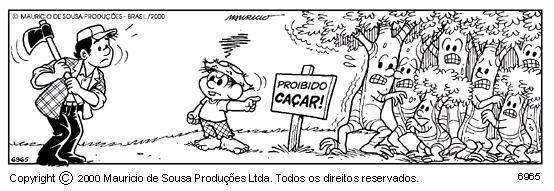 © MAURICIO DE SOUSA PRODUÇÕES - BRASIL/2000
MAURICIO
PROIBIDO
CAÇAR!
6965
Copyright © 2000 Mauricio de Sousa Produções Ltda. Todos os direitos reservados.
6965